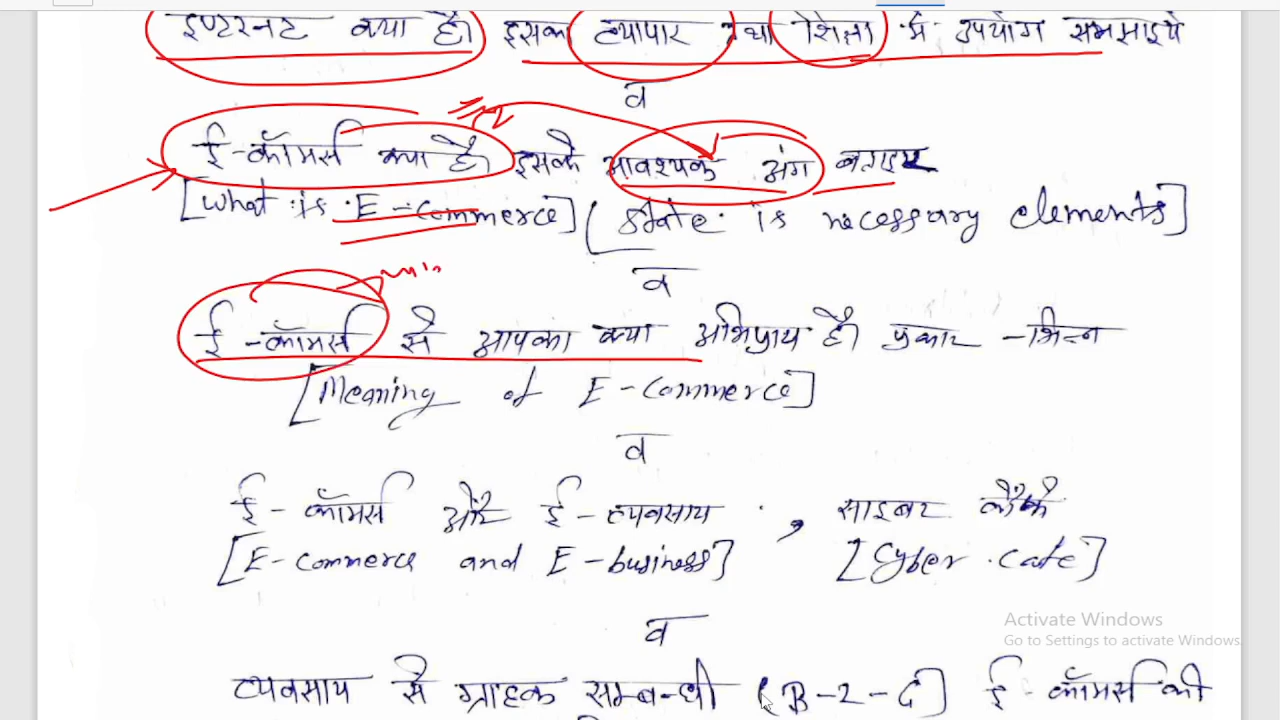 इण्टरनेट क्या है। इसका व्यापार तथा शिक्षा में उपयोग समझाइये
व
ई-कॉमर्स क्या है। इसके आवश्यक अंग बताइए
[What is E-Commerce] [State is necessary elements]
व
ई-कॉमर्स से आपका क्या अभिप्राय है। प्रकार-भिन्न
[Meaning of E-Commerce]
व
ई-कॉमर्स और ई-व्यवसाय , साइबर कैफे
[E-Commerce and E-business] [Cyber cafe]
Activate Windows
Go to Settings to activate Windows.
व
व्यवसाय से ग्राहक सम्बन्धी [B-2-C] ई-कॉमर्स की